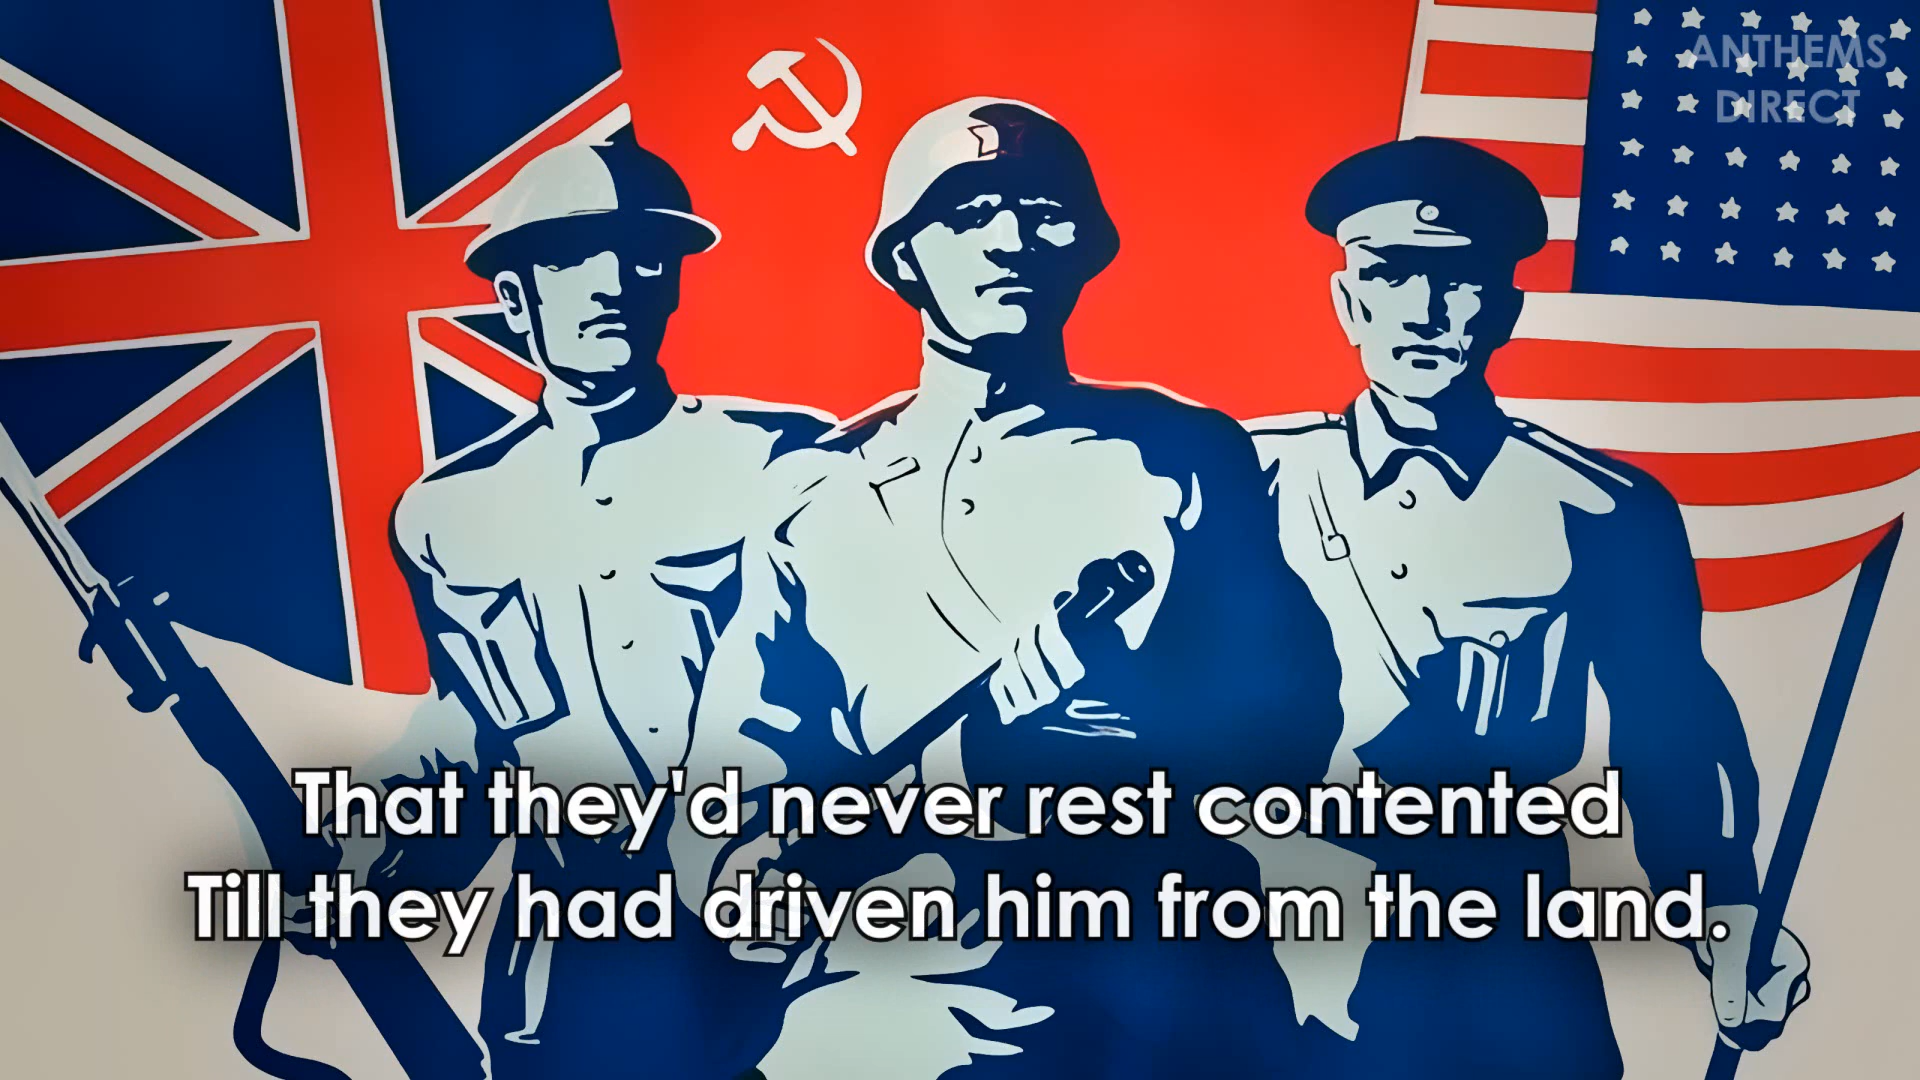 ANTHEMS
DIRECT
That they'd never rest contented
Till they had driven him from the land.